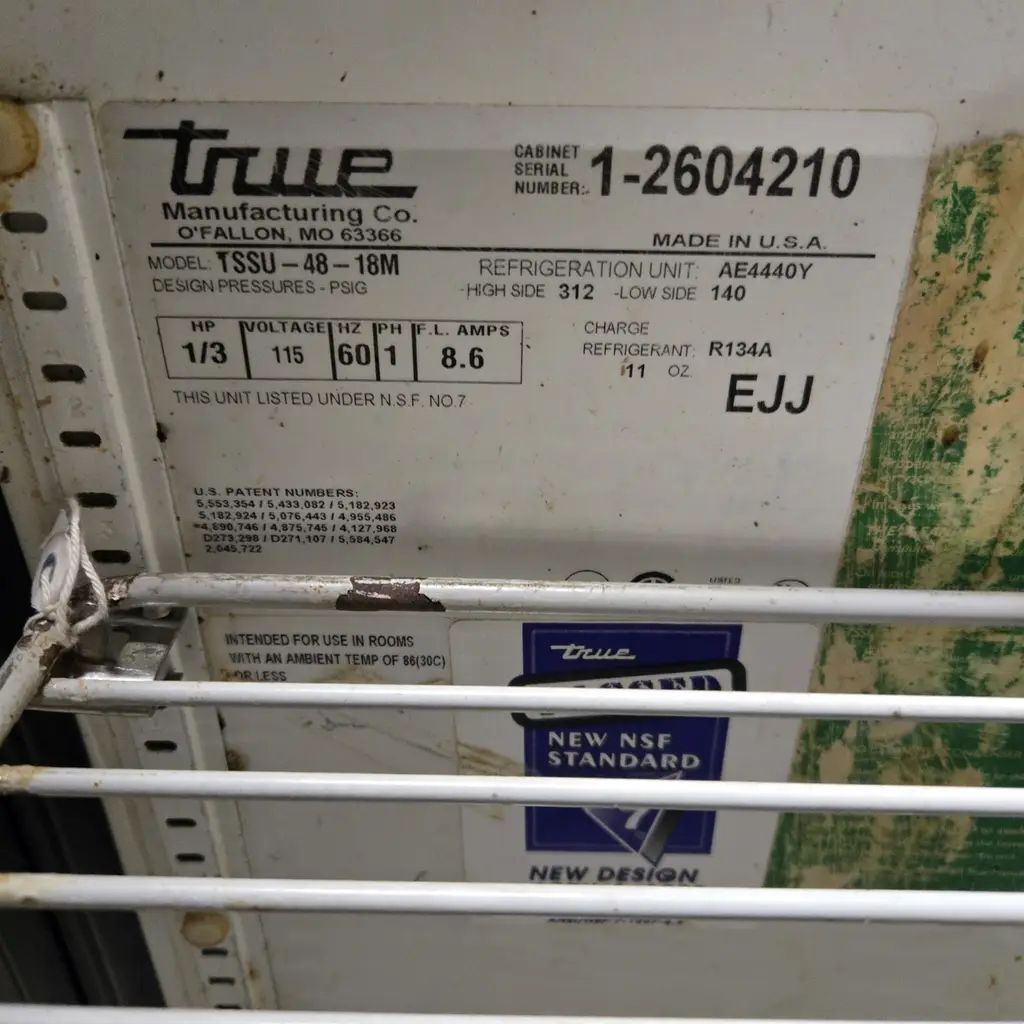 true
Manufacturing Co.
O'FALLON, MO 63366
CABINET
SERIAL
NUMBER:
1-2604210
MADE IN U.S.A.
MODEL: TSSU-48-18M
REFRIGERATION UNIT: AE4440Y
DESIGN PRESSURES - PSIG
-HIGH SIDE 312 -LOW SIDE 140
HP VOLTAGE HZ PH F.L. AMPS
1/3 115 60 1 8.6
CHARGE
REFRIGERANT: R134A
11 OZ.
EJJ
THIS UNIT LISTED UNDER N.S.F. NO.7
U.S. PATENT NUMBERS:
5,553,354 / 5,433,082 / 5,182,923
5,182,924 / 5,076,443 / 4,955,486
4,890,746 / 4,875,745 / 4,127,968
D273,298 / D271,107 / 5,584,547
2,045,722
INTENDED FOR USE IN ROOMS
WITH AN AMBIENT TEMP OF 86(30C)
OR LESS
true
NEW NSF
STANDARD
7
NEW DESIGN